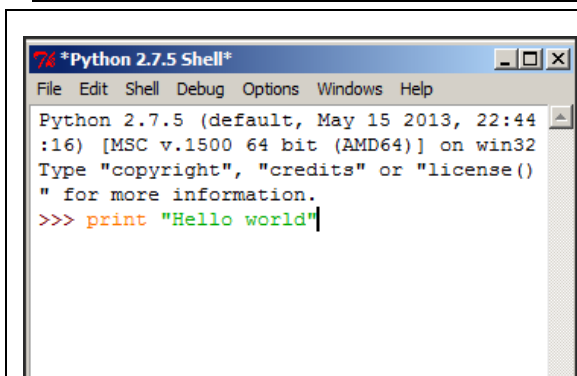 *Python 2.7.5 Shell*
File Edit Shell Debug Options Windows Help
Python 2.7.5 (default, May 15 2013, 22:44
:16) [MSC v.1500 64 bit (AMD64)] on win32
Type "copyright", "credits" or "license()
" for more information.
>>> print "Hello world"